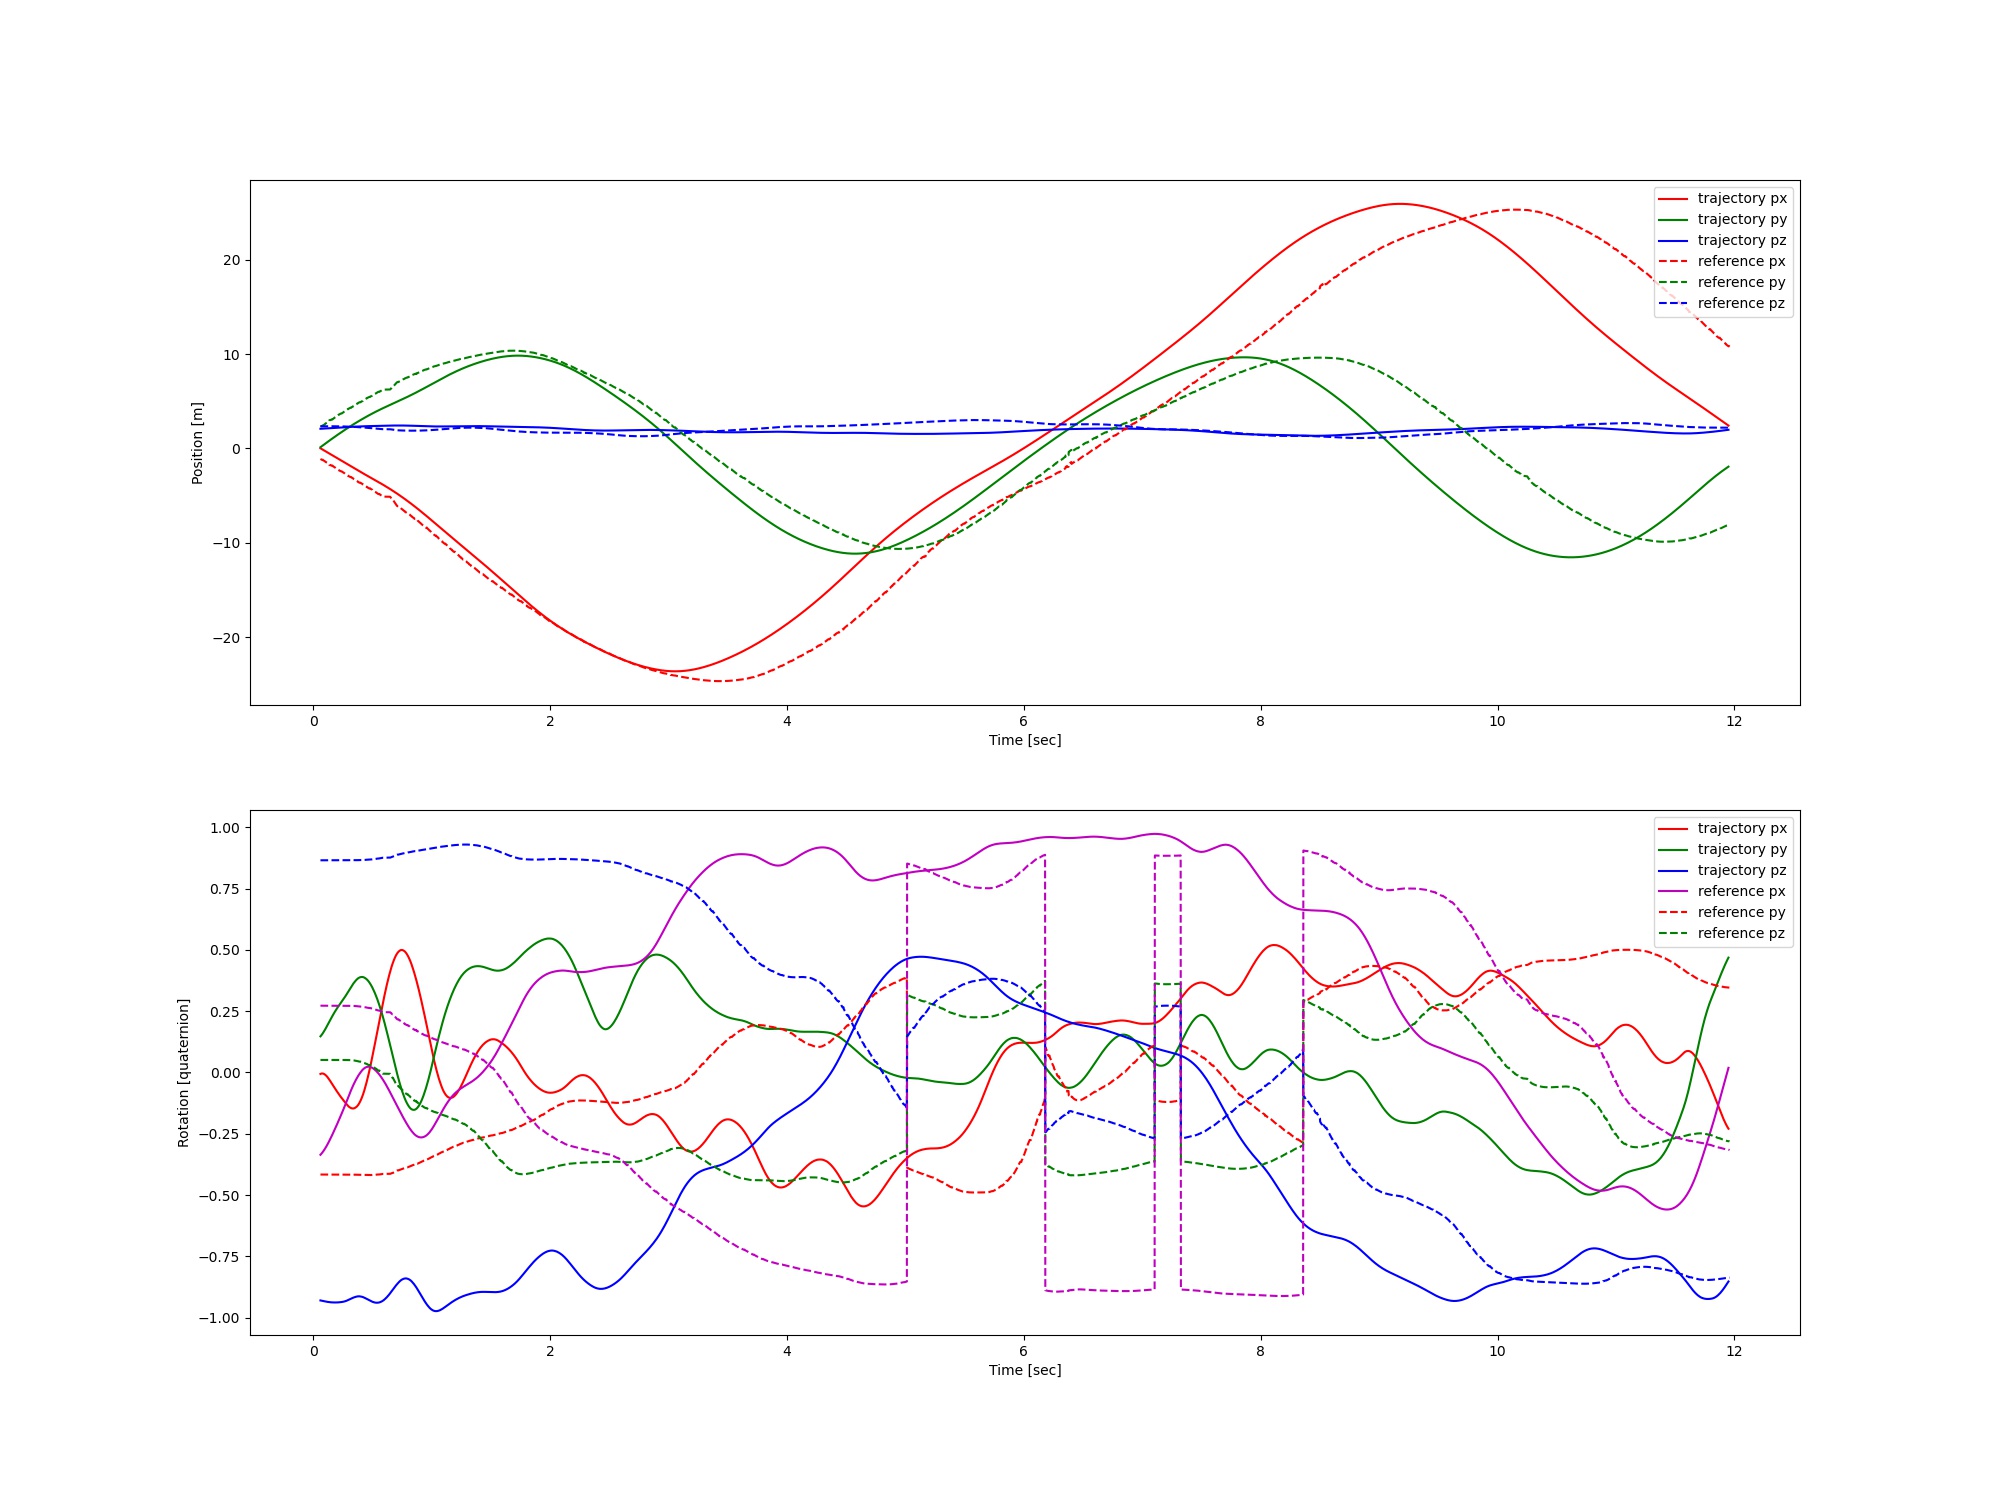 20
10
0
−10
−20
Position [m]
0 2 4 6 8 10 12
Time [sec]
trajectory px
trajectory py
trajectory pz
reference px
reference py
reference pz
1.00
0.75
0.50
0.25
0.00
−0.25
−0.50
−0.75
−1.00
Rotation [quaternion]
0 2 4 6 8 10 12
Time [sec]
trajectory px
trajectory py
trajectory pz
reference px
reference py
reference pz